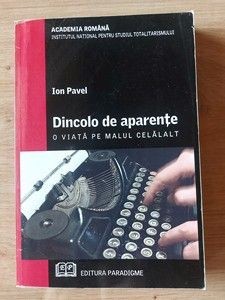 ACADEMIA ROMÂNĂ
INSTITUTUL NAȚIONAL PENTRU STUDIUL TOTALITARISMULUI
Ion Pavel
Dincolo de aparențe
O VIAȚĂ PE MALUL CELĂLALT
EDITURA PARADIGME